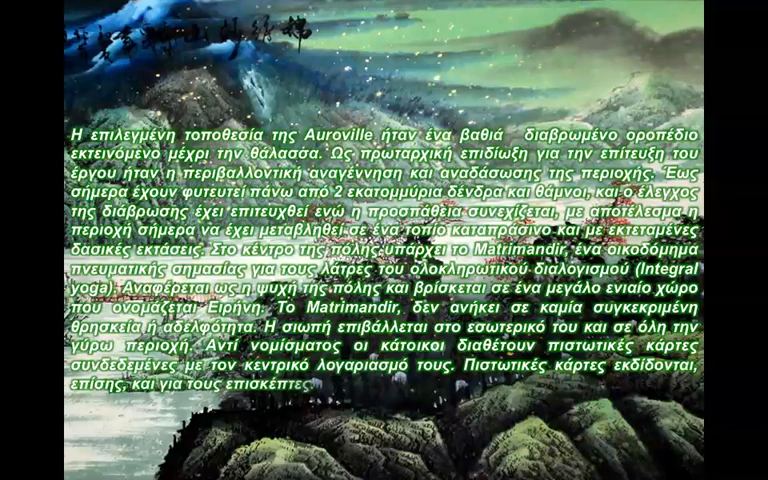 Η επιλεγμένη τοποθεσία της Auroville ήταν ένα βαθιά διαβρωμένο οροπέδιο
εκτεινόμενο μέχρι την θάλασσα. Ως πρωταρχική επιδίωξη για την επίτευξη του
έργου ήταν η περιβαλλοντική αναγέννηση και αναδάσωσης της περιοχής. Έως
σήμερα έχουν φυτευτεί πάνω από 2 εκατομμύρια δένδρα και θάμνοι, και ο έλεγχος
της διάβρωσης έχει επιτευχθεί ενώ η προσπάθεια συνεχίζεται, με αποτέλεσμα η
περιοχή σήμερα να έχει μεταβληθεί σε ένα τοπίο καταπράσινο και με εκτεταμένες
δασικές εκτάσεις. Στο κέντρο της πόλης υπάρχει το Matrimandir, ένα οικοδόμημα
πνευματικής σημασίας για τους λάτρες του ολοκληρωτικού διαλογισμού (Integral
yoga). Αναφέρεται ως η ψυχή της πόλης και βρίσκεται σε ένα μεγάλο ενιαίο χώρο
που ονομάζεται Ειρήνη. Το Matrimandir, δεν ανήκει σε καμία συγκεκριμένη
θρησκεία ή αδελφότητα. Η σιωπή επιβάλλεται στο εσωτερικό του και σε όλη την
γύρω περιοχή. Αντί νομίσματος οι κάτοικοι διαθέτουν πιστωτικές κάρτες
συνδεδεμένες με τον κεντρικό λογαριασμό τους. Πιστωτικές κάρτες εκδίδονται,
επίσης, και για τους επισκέπτες.